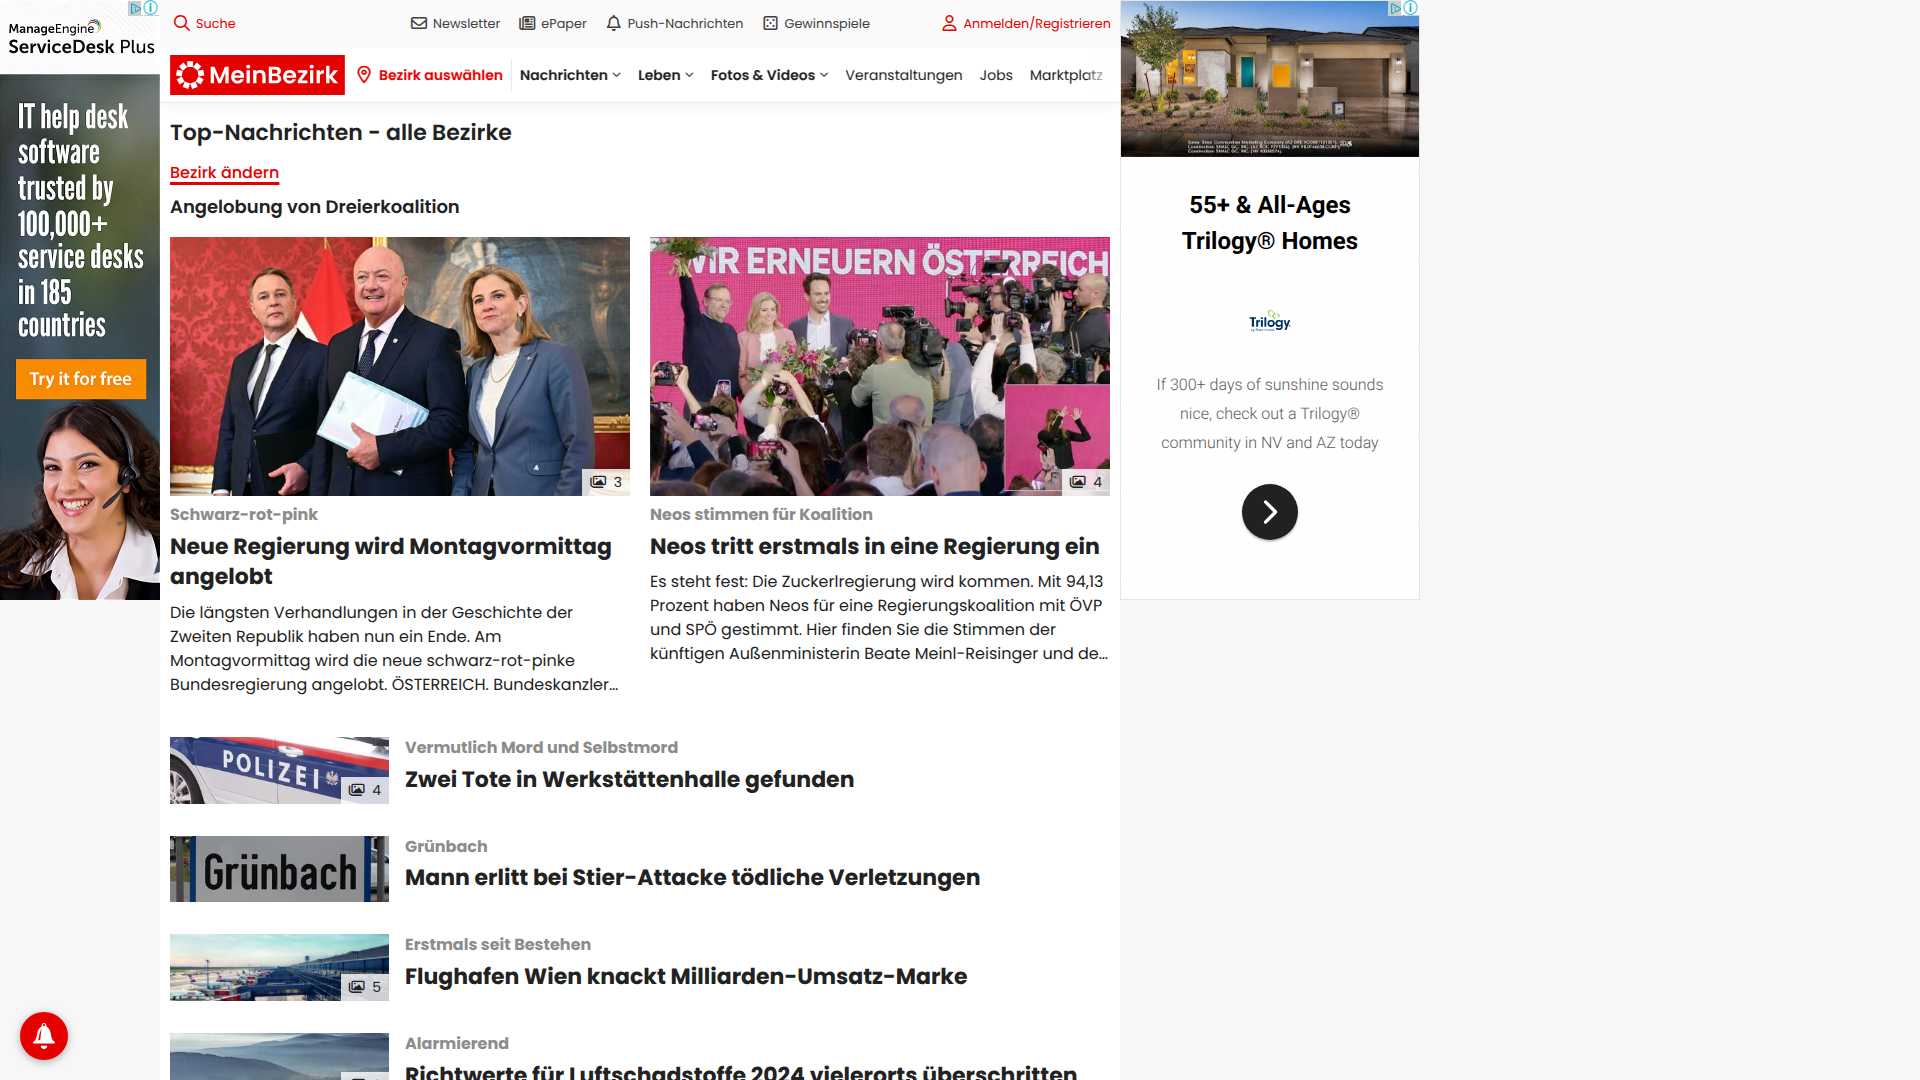 ManageEngine
ServiceDesk Plus
IT help desk
software
trusted by
100,000+
service desks
in 185
countries
Try it for free
Suche
Newsletter
ePaper
Push-Nachrichten
Gewinnspiele
Anmelden/Registrieren
MeinBezirk
Bezirk auswählen
Nachrichten
Leben
Fotos & Videos
Veranstaltungen
Jobs
Marktplatz
Top-Nachrichten - alle Bezirke
Bezirk ändern
Angelobung von Dreierkoalition
3
Schwarz-rot-pink
Neue Regierung wird Montagvormittag
angelobt
Die längsten Verhandlungen in der Geschichte der
Zweiten Republik haben nun ein Ende. Am
Montagvormittag wird die neue schwarz-rot-pinke
Bundesregierung angelobt. ÖSTERREICH. Bundeskanzler...
WIR ERNEUERN ÖSTERREICH
4
Neos stimmen für Koalition
Neos tritt erstmals in eine Regierung ein
Es steht fest: Die Zuckerlregierung wird kommen. Mit 94,13
Prozent haben Neos für eine Regierungskoalition mit ÖVP
und SPÖ gestimmt. Hier finden Sie die Stimmen der
künftigen Außenministerin Beate Meinl-Reisinger und de...
POLIZEI
4
Vermutlich Mord und Selbstmord
Zwei Tote in Werkstättenhalle gefunden
Grünbach
Grünbach
Mann erlitt bei Stier-Attacke tödliche Verletzungen
5
Erstmals seit Bestehen
Flughafen Wien knackt Milliarden-Umsatz-Marke
Alarmierend
Richtwerte für Luftschadstoffe 2024 vielerorts überschritten
55+ & All-Ages
Trilogy® Homes
Trilogy
If 300+ days of sunshine sounds
nice, check out a Trilogy®
community in NV and AZ today